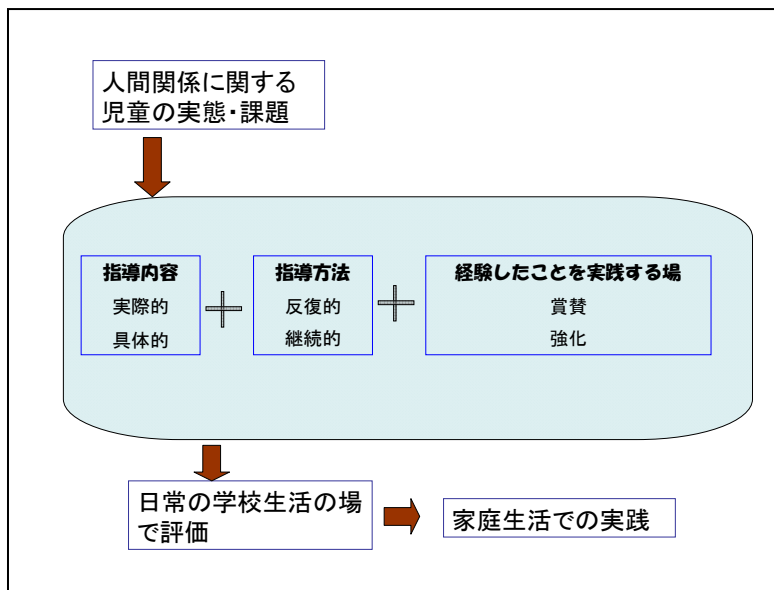 人間関係に関する
児童の実態・課題
指導内容
実際的
具体的
指導方法
反復的
継続的
経験したことを実践する場
賞賛
強化
日常の学校生活の場
で評価
家庭生活での実践